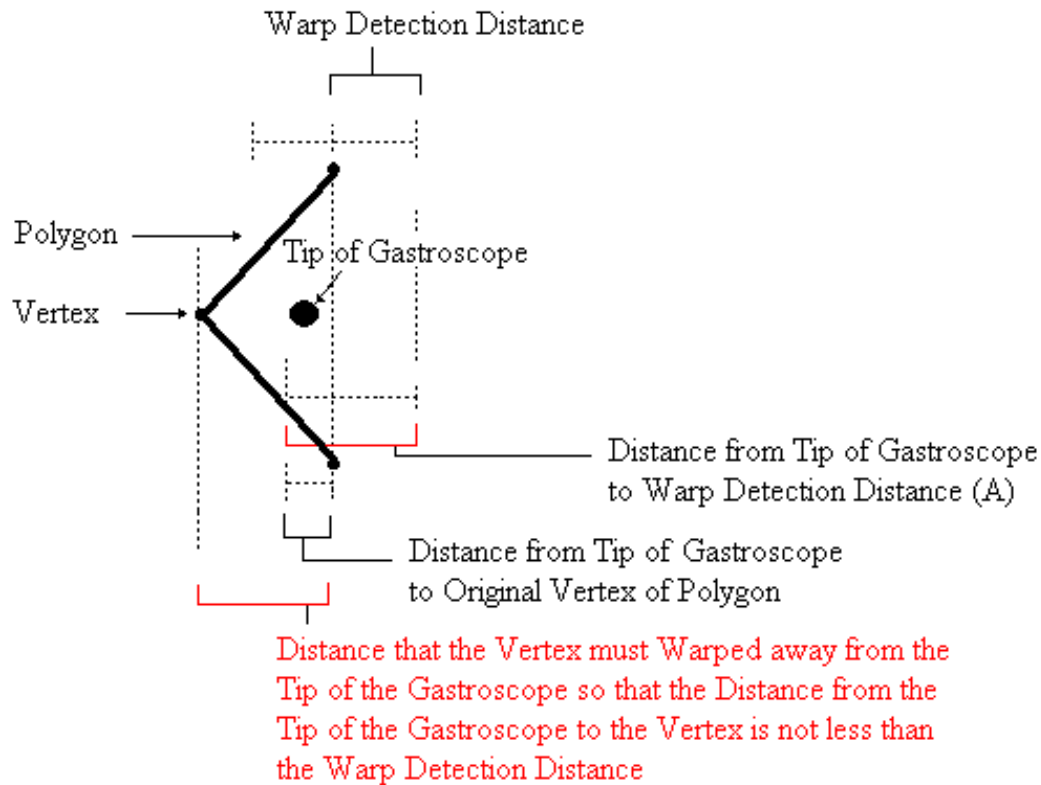 Warp Detection Distance
Polygon
Tip of Gastroscope
Vertex
Distance from Tip of Gastroscope
to Warp Detection Distance (A)
Distance from Tip of Gastroscope
to Original Vertex of Polygon
Distance that the Vertex must Warped away from the
Tip of the Gastroscope so that the Distance from the
Tip of the Gastroscope to the Vertex is not less than
the Warp Detection Distance